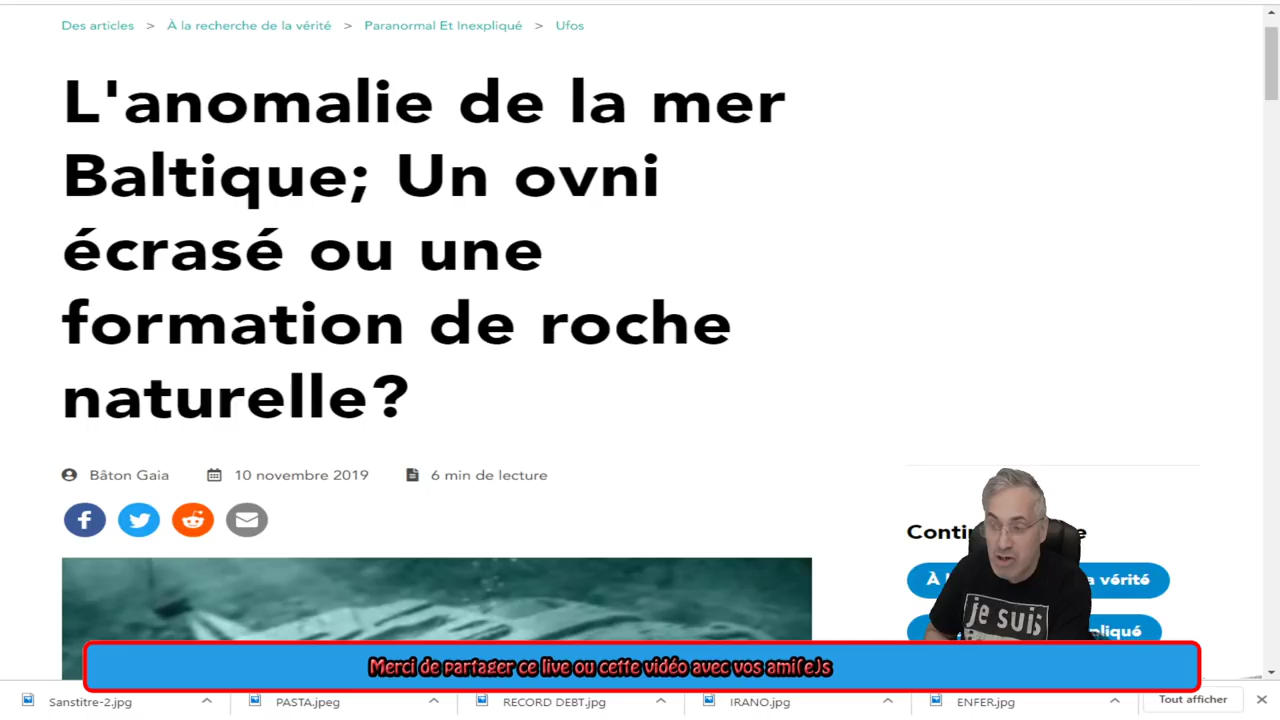 Des articles > À la recherche de la vérité > Paranormal Et Inexpliqué > Ufos
L'anomalie de la mer
Baltique; Un ovni
écrasé ou une
formation de roche
naturelle?
Bâton Gaia 10 novembre 2019 6 min de lecture
je suis
Merci de partager ce live ou cette vidéo avec vos ami(e)s
Sanstitre-2.jpg PASTA.jpeg RECORD DEBT.jpg IRANO.jpg ENFER.jpg Tout afficher